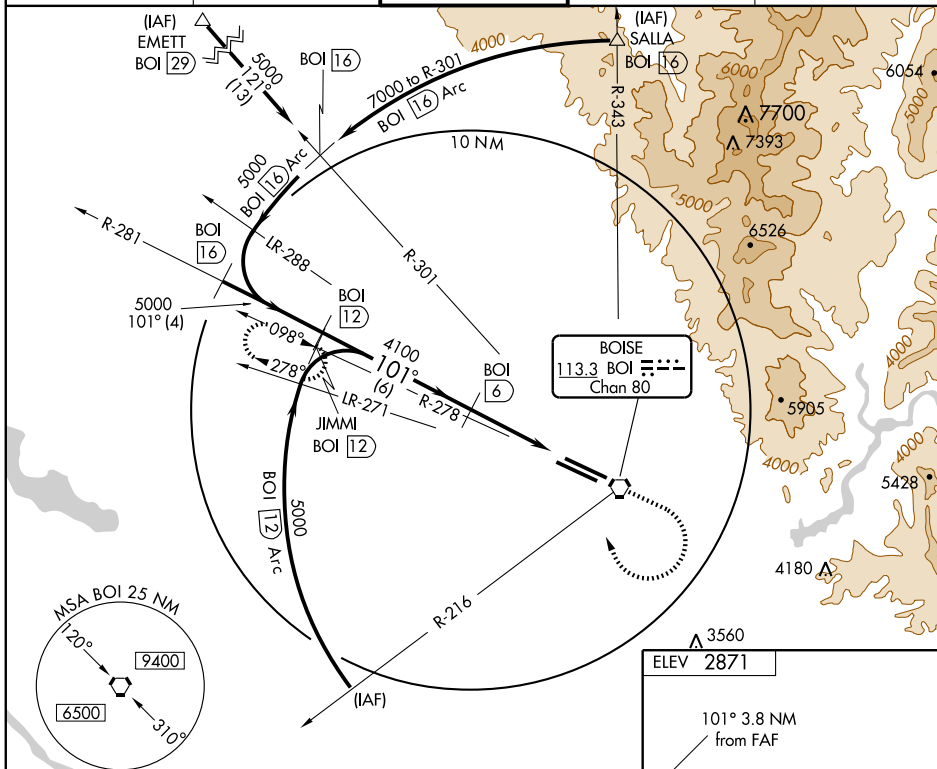 (IAF)
EMETT
BOI 29
5000
121°
(13)
BOI 16
7000 to R-301
BOI 16 Arc
4000
(IAF)
SALLA
BOI 16
R-343
6000
6054
5000
7700
7393
10 NM
5000
BOI 16 Arc
5000
R-281
BOI
16
LR-288
R-301
6526
5000
101° (4)
BOI
12
098°
278°
4100
101°
(6)
R-278
BOI
6
LR-271
JIMMI
BOI 12
BOISE
113.3 BOI
Chan 80
4000
5905
4000
4000
5428
BOI 12 Arc
5000
R-216
4180
MSA BOI 25 NM
120°
9400
6500
310°
(IAF)
3560
ELEV 2871
101° 3.8 NM
from FAF